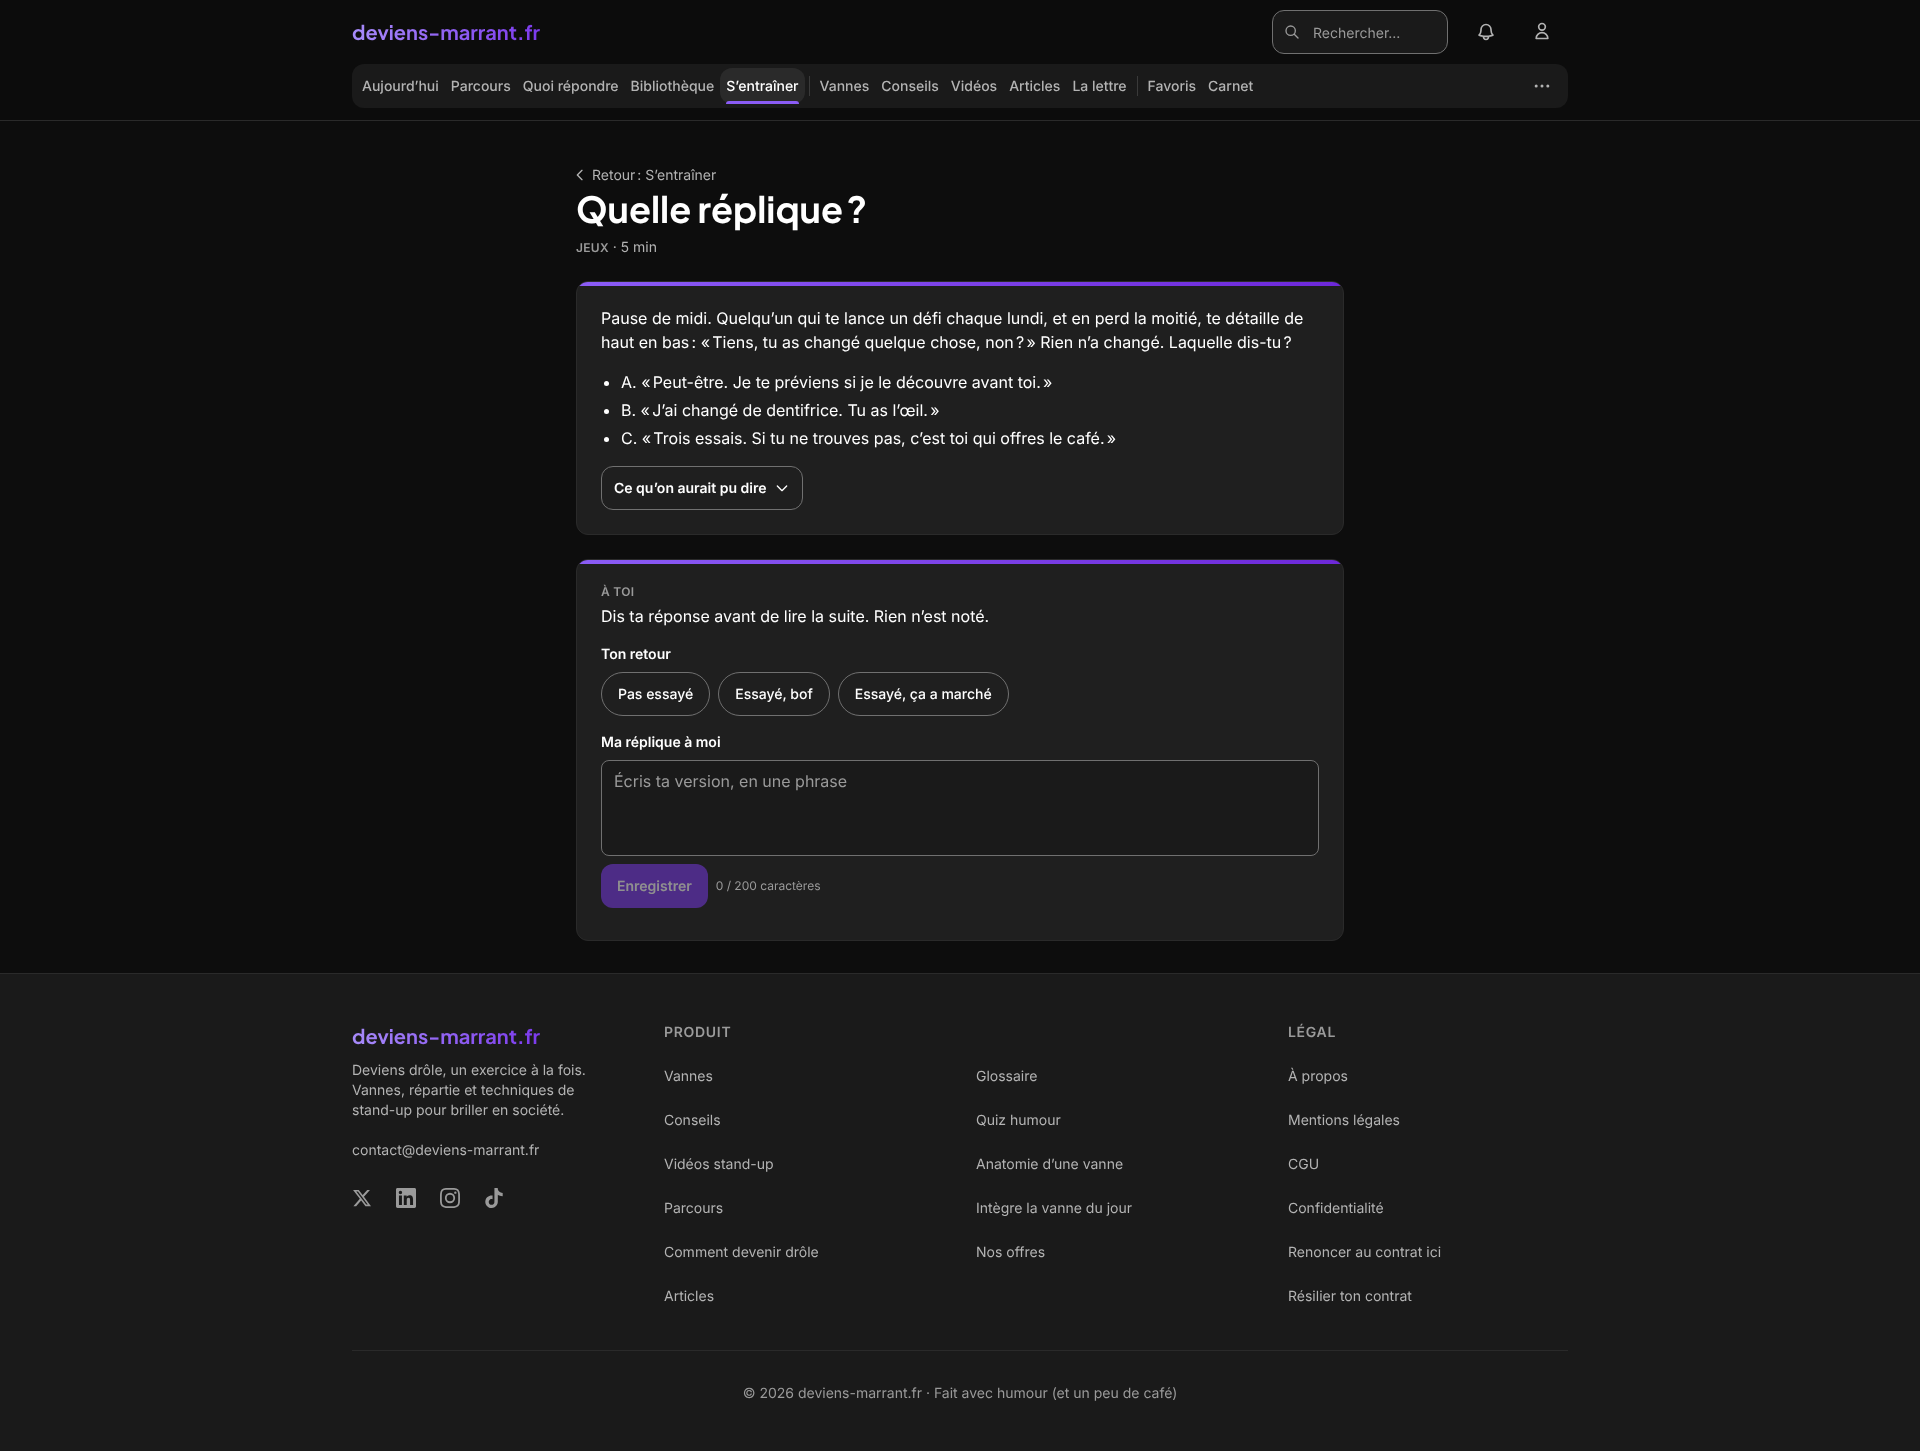 deviens-marrant.fr
Rechercher...
Aujourd’hui Parcours Quoi répondre Bibliothèque S’entraîner Vannes Conseils Vidéos Articles La lettre Favoris Carnet
Retour : S’entraîner
Quelle réplique ?
JEUX · 5 min
Pause de midi. Quelqu’un qui te lance un défi chaque lundi, et en perd la moitié, te détaille de
haut en bas : « Tiens, tu as changé quelque chose, non ? » Rien n’a changé. Laquelle dis-tu ?
• A. « Peut-être. Je te préviens si je le découvre avant toi. »
• B. « J’ai changé de dentifrice. Tu as l’œil. »
• C. « Trois essais. Si tu ne trouves pas, c’est toi qui offres le café. »
Ce qu’on aurait pu dire
À TOI
Dis ta réponse avant de lire la suite. Rien n’est noté.
Ton retour
Pas essayé Essayé, bof Essayé, ça a marché
Ma réplique à moi
Écris ta version, en une phrase
Enregistrer 0 / 200 caractères
deviens-marrant.fr
Deviens drôle, un exercice à la fois.
Vannes, répartie et techniques de
stand-up pour briller en société.
contact@deviens-marrant.fr
PRODUIT
Vannes
Conseils
Vidéos stand-up
Parcours
Comment devenir drôle
Articles
Glossaire
Quiz humour
Anatomie d’une vanne
Intègre la vanne du jour
Nos offres
LÉGAL
À propos
Mentions légales
CGU
Confidentialité
Renoncer au contrat ici
Résilier ton contrat
© 2026 deviens-marrant.fr · Fait avec humour (et un peu de café)